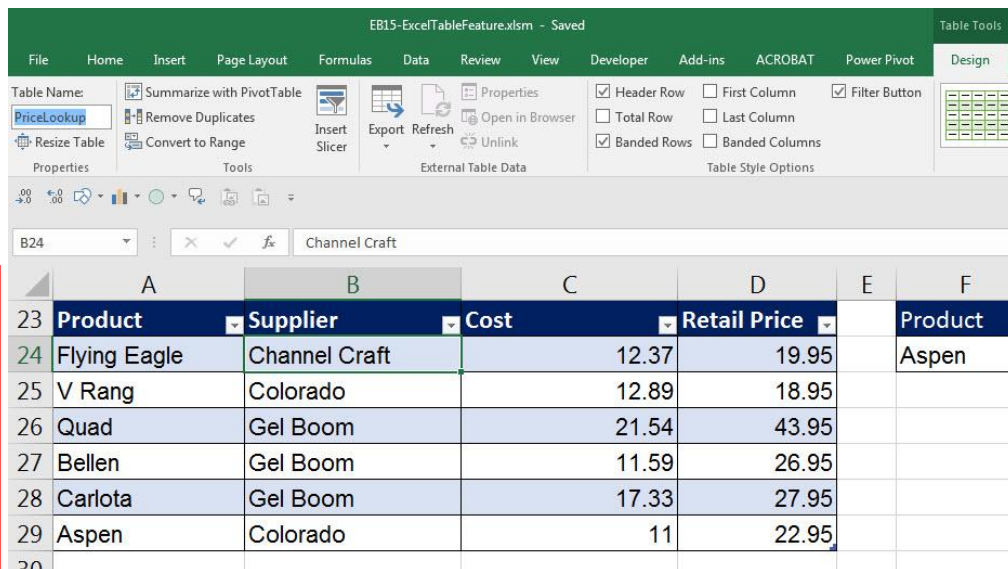 EB15-ExcelTableFeature.xlsm - Saved
Table Tools
File Home Insert Page Layout Formulas Data Review View Developer Add-ins ACROBAT Power Pivot Design
Table Name:
PriceLookup
Resize Table
Properties
Summarize with PivotTable
Remove Duplicates
Convert to Range
Tools
Insert
Slicer
Export Refresh
Properties
Open in Browser
Unlink
External Table Data
Header Row First Column Filter Button
Total Row Last Column
Banded Rows Banded Columns
Table Style Options
B24 fx Channel Craft
A B C D E F
23 Product Supplier Cost Retail Price Product
24 Flying Eagle Channel Craft 12.37 19.95 Aspen
25 V Rang Colorado 12.89 18.95
26 Quad Gel Boom 21.54 43.95
27 Bellen Gel Boom 11.59 26.95
28 Carlota Gel Boom 17.33 27.95
29 Aspen Colorado 11 22.95
30